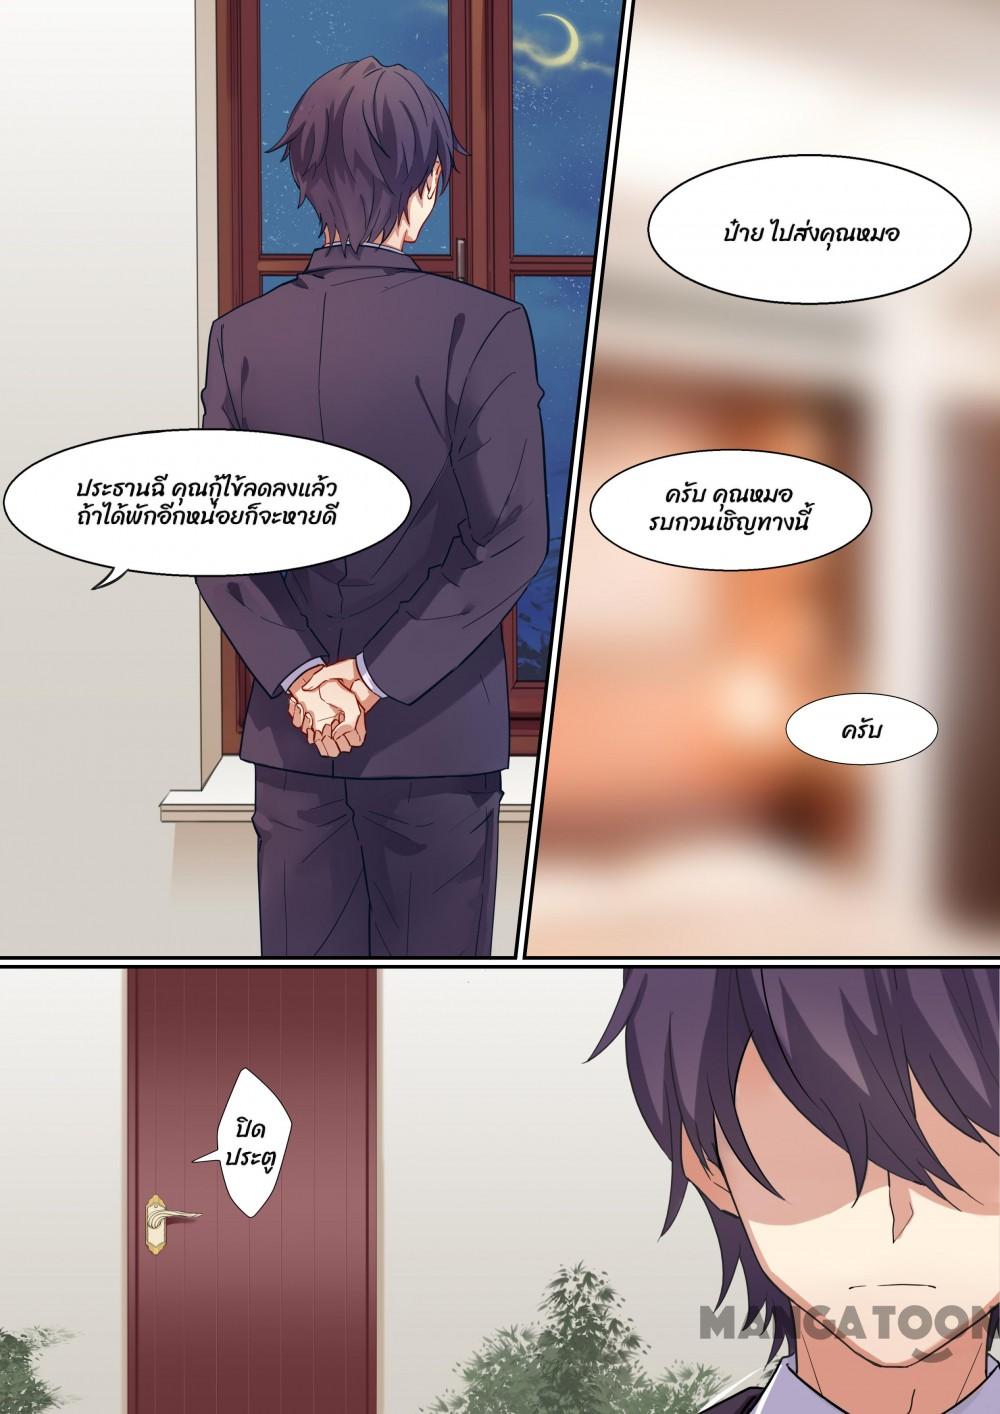 ประธานฉี คุณกู้ไข้ลดลงแล้ว
ถ้าได้พักอีกหน่อยก็จะหายดี
ป๋าย ไปส่งคุณหมอ
ครับ คุณหมอ
รบกวนเชิญทางนี้
ครับ
ปิด
ประตู
MANGATOON